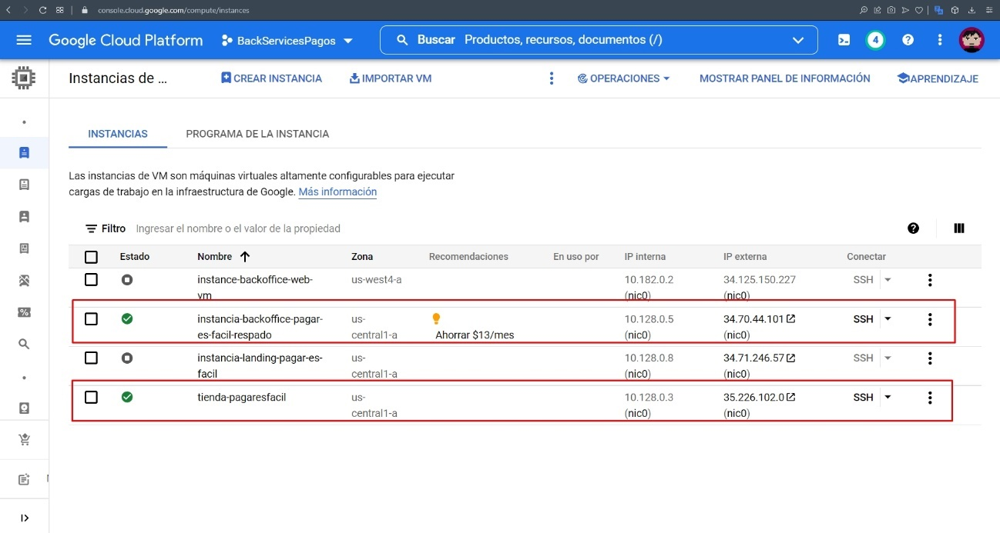 console.cloud.google.com/compute/instances
Google Cloud Platform BackServicesPagos Buscar Productos, recursos, documentos (/) 4
Instancias de ... CREAR INSTANCIA IMPORTAR VM OPERACIONES MOSTRAR PANEL DE INFORMACIÓN APRENDIZAJE
INSTANCIAS PROGRAMA DE LA INSTANCIA
Las instancias de VM son máquinas virtuales altamente configurables para ejecutar
cargas de trabajo en la infraestructura de Google. Más información
Filtro Ingresar el nombre o el valor de la propiedad
Estado Nombre Zona Recomendaciones En uso por IP interna IP externa Conectar
instance-backoffice-web- us-west4-a 10.182.0.2 34.125.150.227 SSH
vm (nic0)
instancia-backoffice-pagar- us- 10.128.0.5 34.70.44.101 SSH
es-facil-respado central1-a Ahorrar $13/mes (nic0) (nic0)
instancia-landing-pagar-es- us- 10.128.0.8 34.71.246.57 SSH
facil central1-a (nic0) (nic0)
tienda-pagaresfacil us- 10.128.0.3 35.226.102.0 SSH
central1-a (nic0) (nic0)